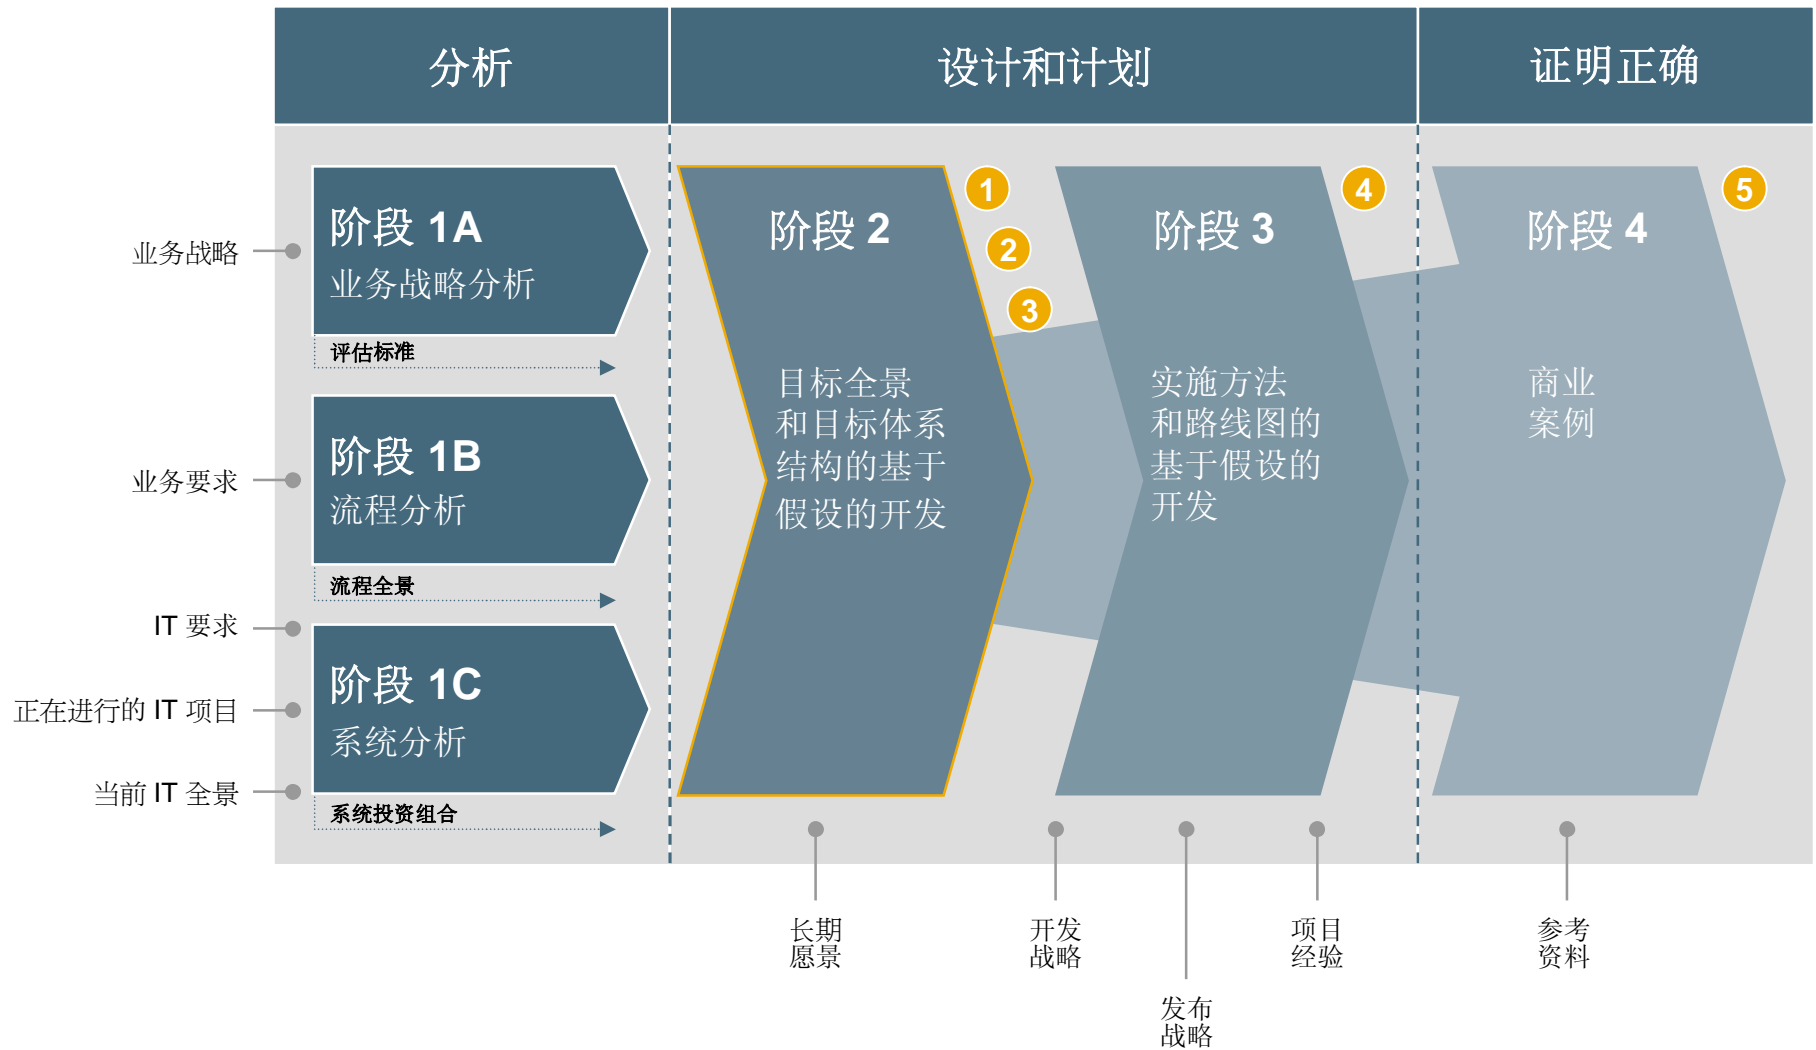 分析
设计和计划
证明正确
业务战略
阶段 1A
业务战略分析
评估标准
业务要求
阶段 1B
流程分析
流程全景
IT 要求
正在进行的 IT 项目
当前 IT 全景
阶段 1C
系统分析
系统投资组合
阶段 2
1
2
3
目标全景
和目标体系
结构的基于
假设的开发
阶段 3
4
实施方法
和路线图的
基于假设的
开发
阶段 4
5
商业
案例
长期
愿景
开发
战略
发布
战略
项目
经验
参考
资料